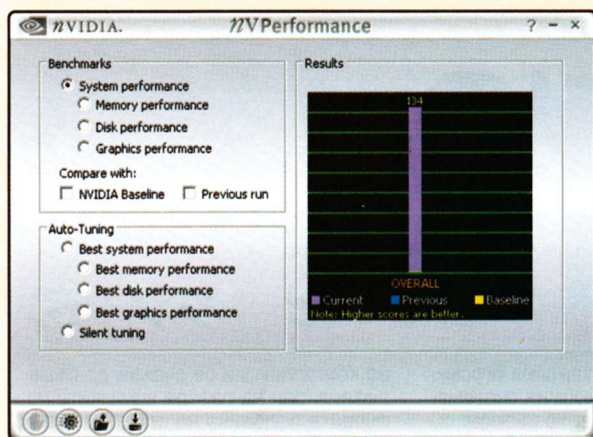 NVIDIA.
NVPerformance
? - ×
Benchmarks
System performance
Memory performance
Disk performance
Graphics performance
Compare with:
NVIDIA Baseline
Previous run
Auto-Tuning
Best system performance
Best memory performance
Best disk performance
Best graphics performance
Silent tuning
Results
134
OVERALL
Current
Previous
Baseline
Note: Higher scores are better.